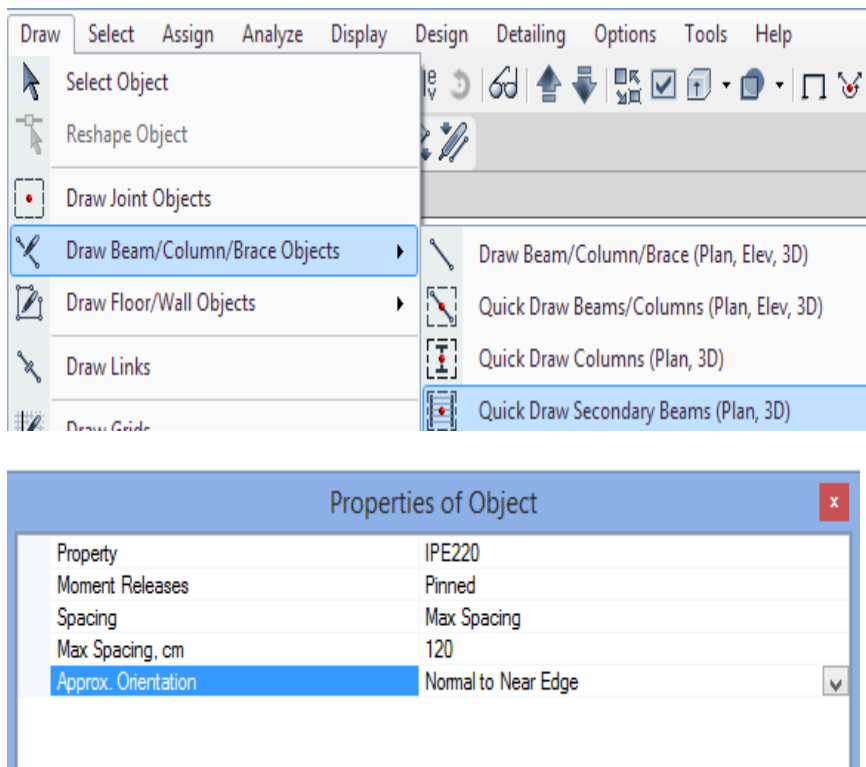 Draw Select Assign Analyze Display Design Detailing Options Tools Help
Select Object
Reshape Object
Draw Joint Objects
Draw Beam/Column/Brace Objects
Draw Beam/Column/Brace (Plan, Elev, 3D)
Draw Floor/Wall Objects
Quick Draw Beams/Columns (Plan, Elev, 3D)
Draw Links
Quick Draw Columns (Plan, 3D)
Draw Grids
Quick Draw Secondary Beams (Plan, 3D)
Properties of Object
Property IPE220
Moment Releases Pinned
Spacing Max Spacing
Max Spacing, cm 120
Approx. Orientation Normal to Near Edge